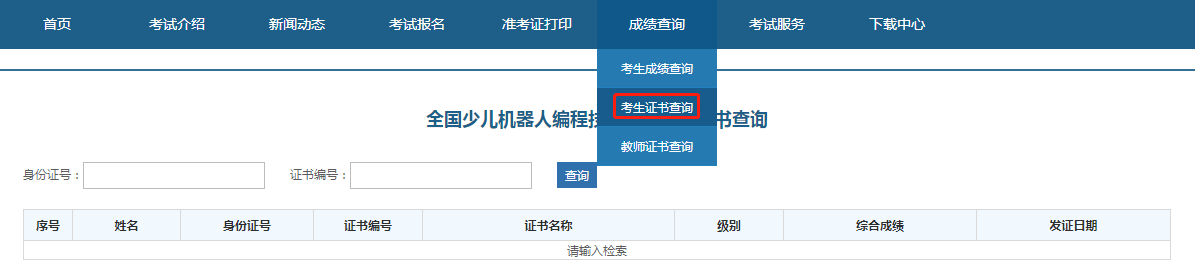 首页 考试介绍 新闻动态 考试报名 准考证打印 成绩查询 考试服务 下载中心
考生成绩查询
考生证书查询
全国少儿机器人编程 书查询
教师证书查询
身份证号： 证书编号： 查询
序号 姓名 身份证号 证书编号 证书名称 级别 综合成绩 发证日期
请输入检索